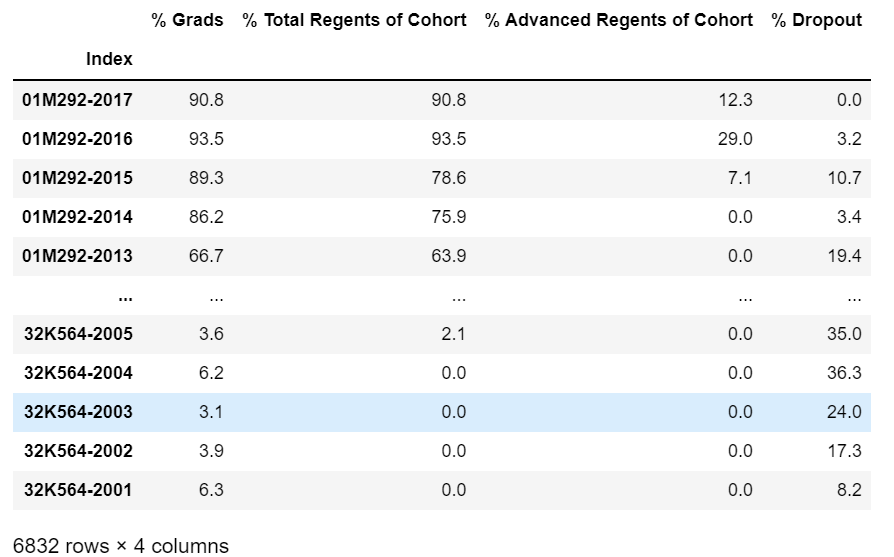 % Grads % Total Regents of Cohort % Advanced Regents of Cohort % Dropout
Index
01M292-2017 90.8 90.8 12.3 0.0
01M292-2016 93.5 93.5 29.0 3.2
01M292-2015 89.3 78.6 7.1 10.7
01M292-2014 86.2 75.9 0.0 3.4
01M292-2013 66.7 63.9 0.0 19.4
... ... ... ... ...
32K564-2005 3.6 2.1 0.0 35.0
32K564-2004 6.2 0.0 0.0 36.3
32K564-2003 3.1 0.0 0.0 24.0
32K564-2002 3.9 0.0 0.0 17.3
32K564-2001 6.3 0.0 0.0 8.2
6832 rows × 4 columns